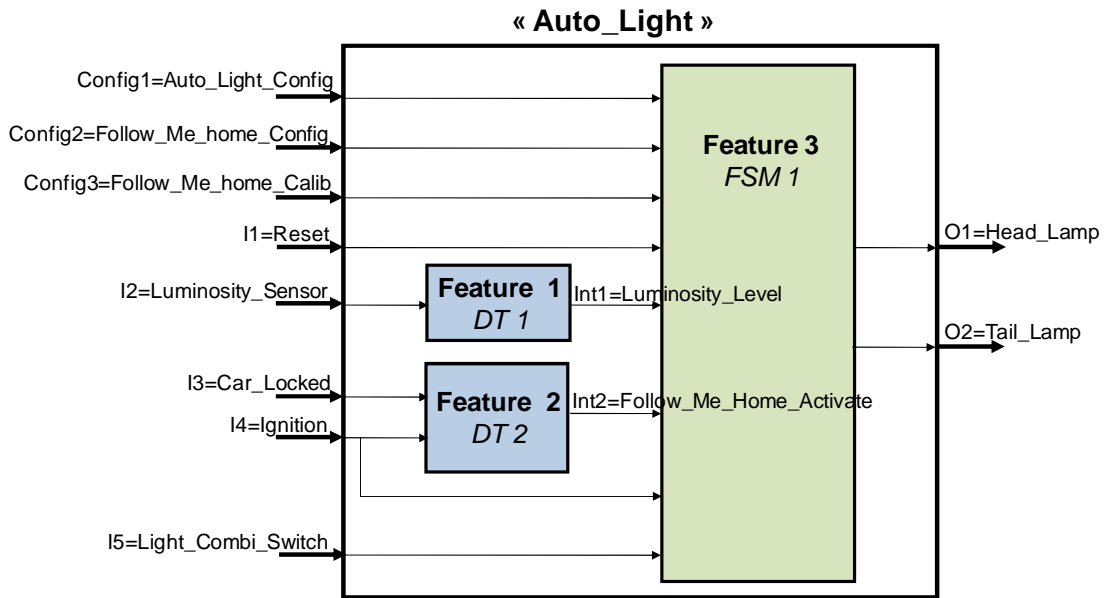 « Auto_Light »
Config1=Auto_Light_Config
Config2=Follow_Me_home_Config
Config3=Follow_Me_home_Calib
I1=Reset
I2=Luminosity_Sensor
I3=Car_Locked
I4=Ignition
I5=Light_Combi_Switch
Feature 1
DT 1
Int1=Luminosity_Level
Feature 2
DT 2
Int2=Follow_Me_Home_Activate
Feature 3
FSM 1
O1=Head_Lamp
O2=Tail_Lamp